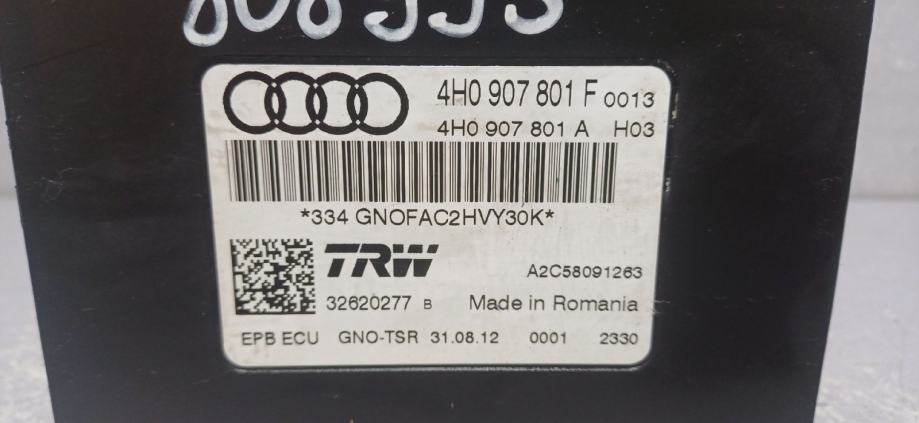 4H0 907 801 F 0013
4H0 907 801 A H03
*334 GNOFAC2HVY30K*
TRW
A2C58091263
32620277 B Made in Romania
EPB ECU GNO-TSR 31.08.12 0001 2330